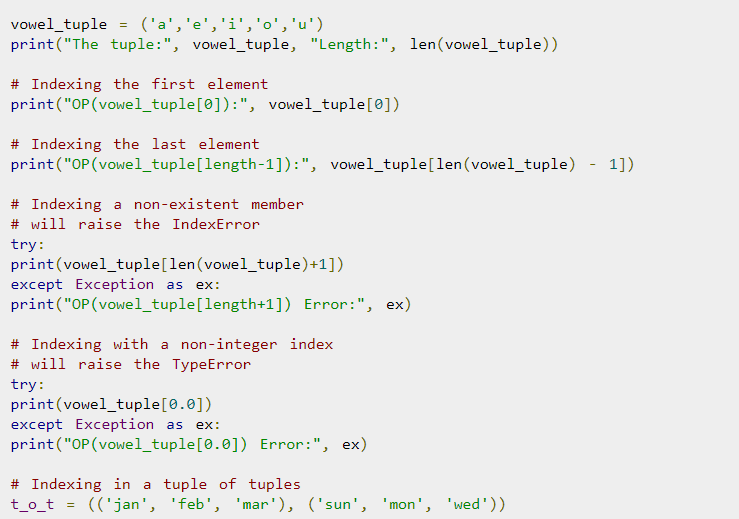 vowel_tuple = ('a','e','i','o','u')
print("The tuple:", vowel_tuple, "Length:", len(vowel_tuple))
# Indexing the first element
print("OP(vowel_tuple[0]):", vowel_tuple[0])
# Indexing the last element
print("OP(vowel_tuple[length-1]):", vowel_tuple[len(vowel_tuple) - 1])
# Indexing a non-existent member
# will raise the IndexError
try:
print(vowel_tuple[len(vowel_tuple)+1])
except Exception as ex:
print("OP(vowel_tuple[length+1]) Error:", ex)
# Indexing with a non-integer index
# will raise the TypeError
try:
print(vowel_tuple[0.0])
except Exception as ex:
print("OP(vowel_tuple[0.0]) Error:", ex)
# Indexing in a tuple of tuples
t_o_t = (('jan', 'feb', 'mar'), ('sun', 'mon', 'wed'))